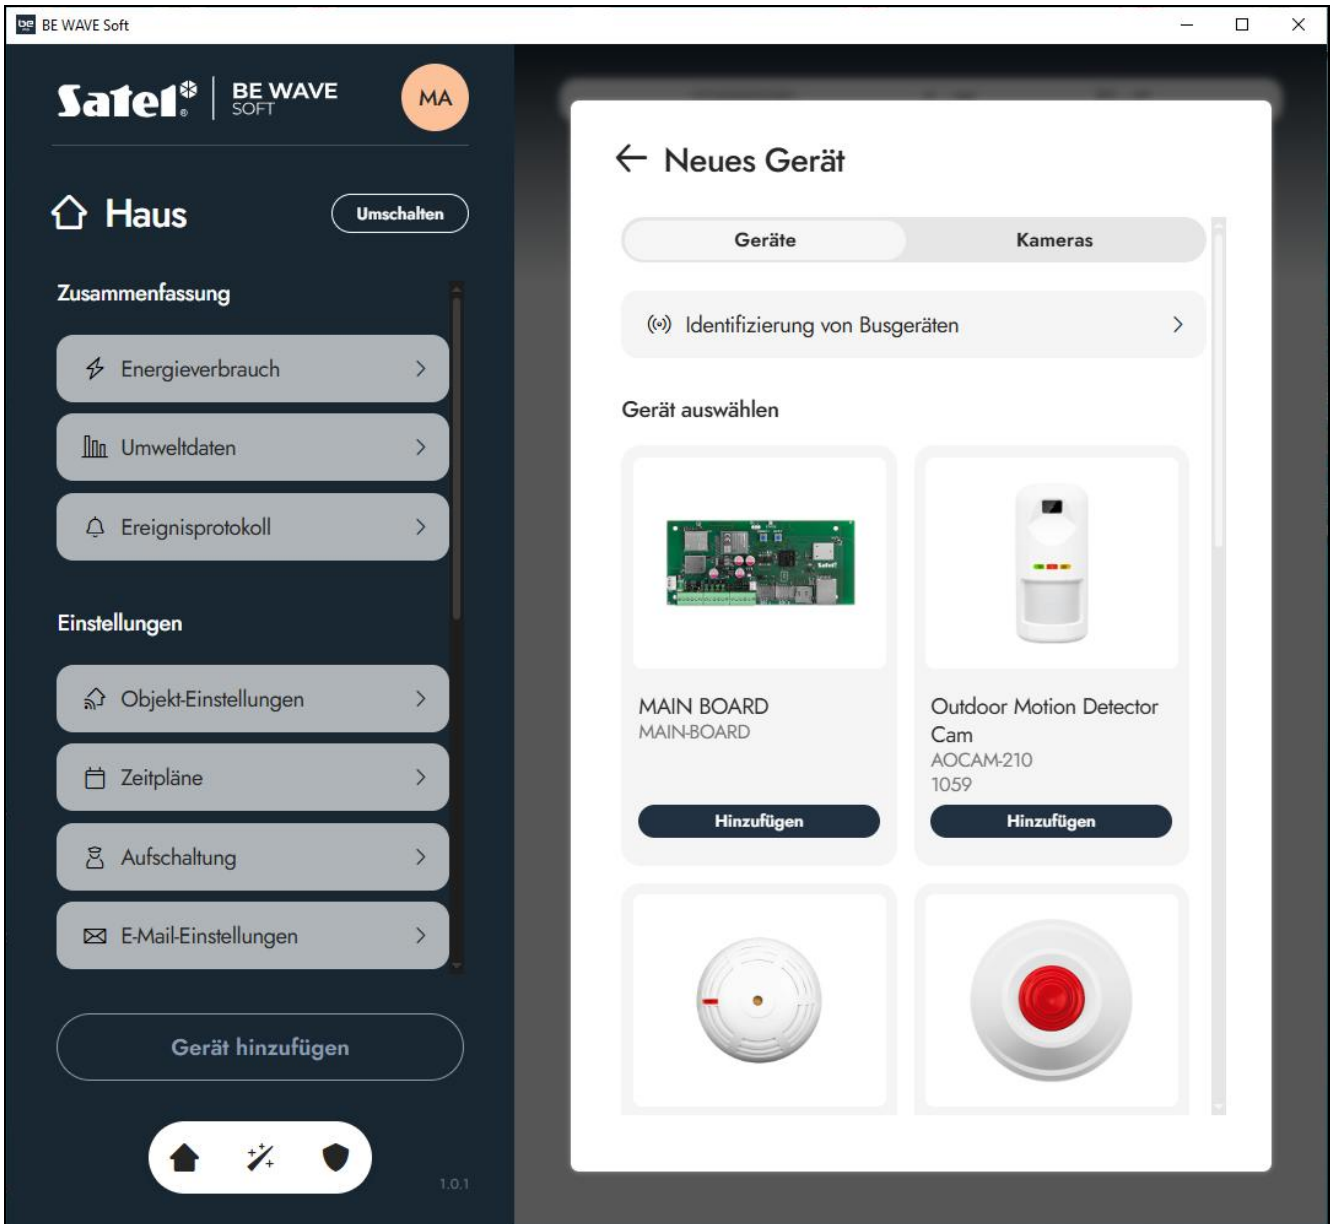 BE WAVE Soft
Satel®
BE WAVE
SOFT
MA
Haus
Umschalten
Zusammenfassung
Energieverbrauch
Umweltdaten
Ereignisprotokoll
Einstellungen
Objekt-Einstellungen
Zeitpläne
Aufschaltung
E-Mail-Einstellungen
Gerät hinzufügen
1.0.1
Neues Gerät
Geräte
Kameras
Identifizierung von Busgeräten
Gerät auswählen
MAIN BOARD
MAIN-BOARD
Hinzufügen
Outdoor Motion Detector
Cam
AOCAM-210
1059
Hinzufügen